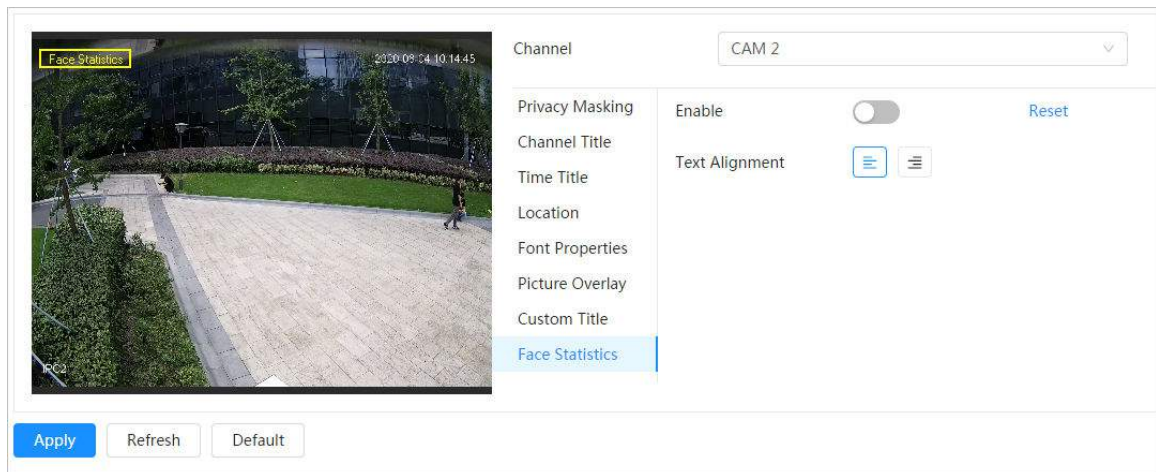 Face Statistics
2020-09-04 10:14:45
IPC2
Channel
CAM 2
Privacy Masking
Channel Title
Time Title
Location
Font Properties
Picture Overlay
Custom Title
Face Statistics
Enable
Reset
Text Alignment
Apply
Refresh
Default